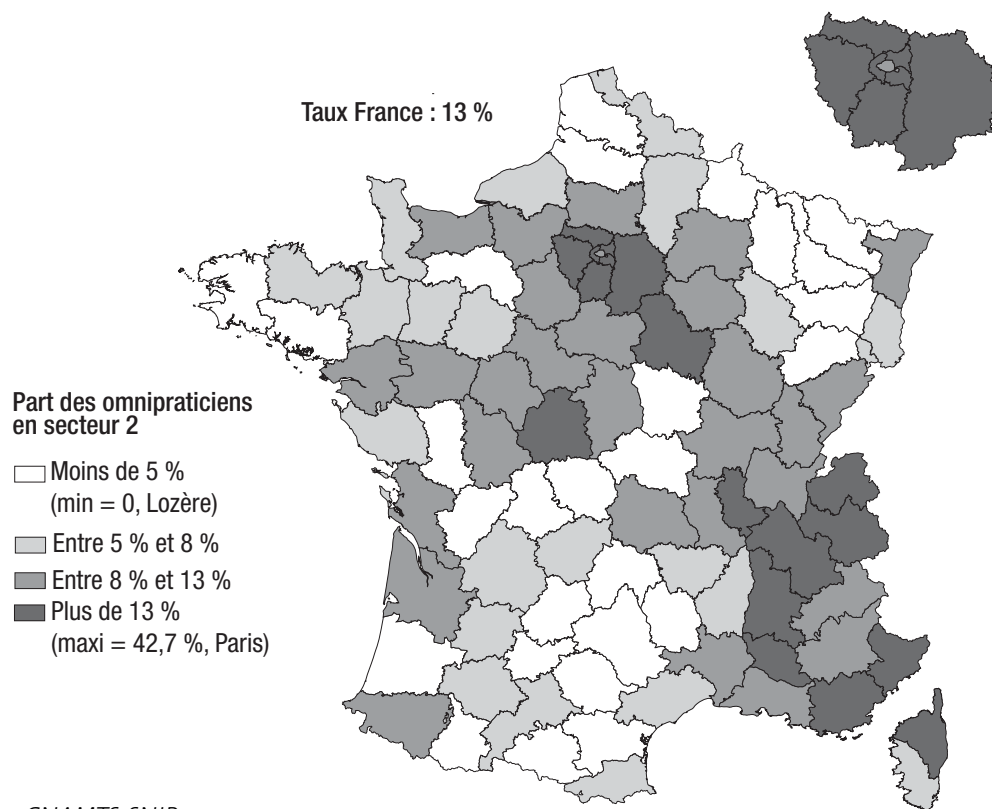 Taux France : 13 %
Part des omnipraticiens
en secteur 2
Moins de 5 %
(min = 0, Lozère)
Entre 5 % et 8 %
Entre 8 % et 13 %
Plus de 13 %
(maxi = 42,7 %, Paris)